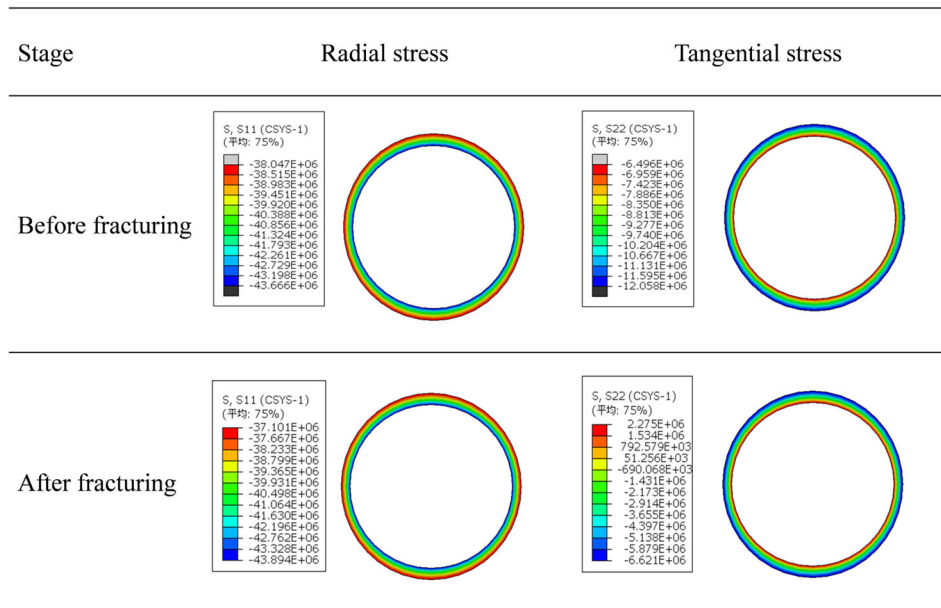 Stage Radial stress Tangential stress
Before fracturing
S, S11 (CSYS-1)
(平均: 75%)
-38.047E+06
-38.515E+06
-38.983E+06
-39.451E+06
-39.920E+06
-40.388E+06
-40.856E+06
-41.324E+06
-41.793E+06
-42.261E+06
-42.729E+06
-43.198E+06
-43.666E+06
S, S22 (CSYS-1)
(平均: 75%)
-6.496E+06
-6.959E+06
-7.423E+06
-7.886E+06
-8.350E+06
-8.813E+06
-9.277E+06
-9.740E+06
-10.204E+06
-10.667E+06
-11.131E+06
-11.595E+06
-12.058E+06
After fracturing
S, S11 (CSYS-1)
(平均: 75%)
-37.101E+06
-37.667E+06
-38.233E+06
-38.799E+06
-39.365E+06
-39.931E+06
-40.498E+06
-41.064E+06
-41.630E+06
-42.196E+06
-42.762E+06
-43.328E+06
-43.894E+06
S, S22 (CSYS-1)
(平均: 75%)
2.275E+06
1.534E+06
792.579E+03
51.256E+03
-690.068E+03
-1.431E+06
-2.173E+06
-2.914E+06
-3.655E+06
-4.397E+06
-5.138E+06
-5.879E+06
-6.621E+06